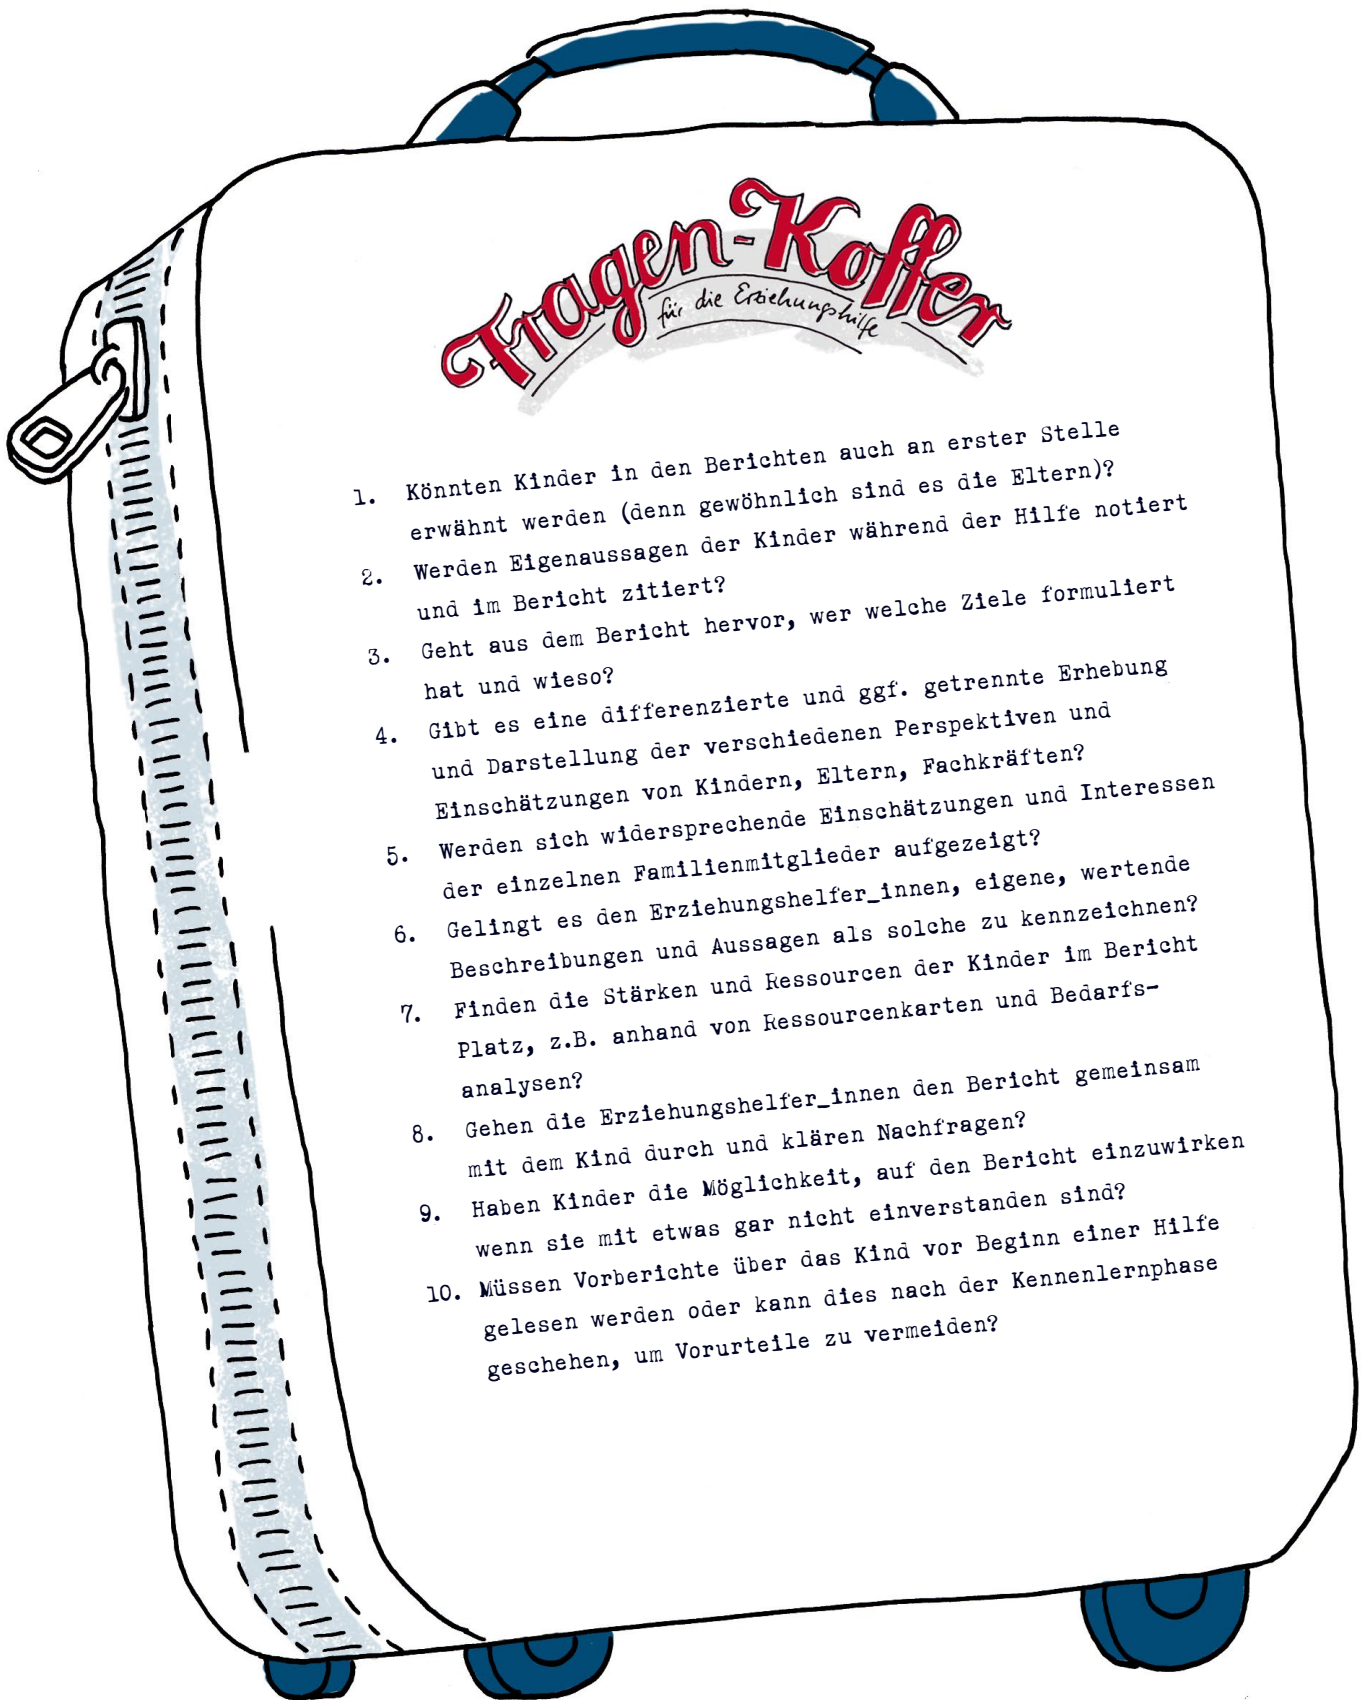 Fragen-Koffer
für die Erziehungshilfe
1. Könnten Kinder in den Berichten auch an erster Stelle
erwähnt werden (denn gewöhnlich sind es die Eltern)?
2. Werden Eigenaussagen der Kinder während der Hilfe notiert
und im Bericht zitiert?
3. Geht aus dem Bericht hervor, wer welche Ziele formuliert
hat und wieso?
4. Gibt es eine differenzierte und ggf. getrennte Erhebung
und Darstellung der verschiedenen Perspektiven und
Einschätzungen von Kindern, Eltern, Fachkräften?
5. Werden sich widersprechende Einschätzungen und Interessen
der einzelnen Familienmitglieder aufgezeigt?
6. Gelingt es den Erziehungshelfer_innen, eigene, wertende
Beschreibungen und Aussagen als solche zu kennzeichnen?
7. Finden die Stärken und Ressourcen der Kinder im Bericht
Platz, z.B. anhand von Ressourcenkarten und Bedarfs-
analysen?
8. Gehen die Erziehungshelfer_innen den Bericht gemeinsam
mit dem Kind durch und klären Nachfragen?
9. Haben Kinder die Möglichkeit, auf den Bericht einzuwirken
wenn sie mit etwas gar nicht einverstanden sind?
10. Müssen Vorberichte über das Kind vor Beginn einer Hilfe
gelesen werden oder kann dies nach der Kennenlernphase
geschehen, um Vorurteile zu vermeiden?